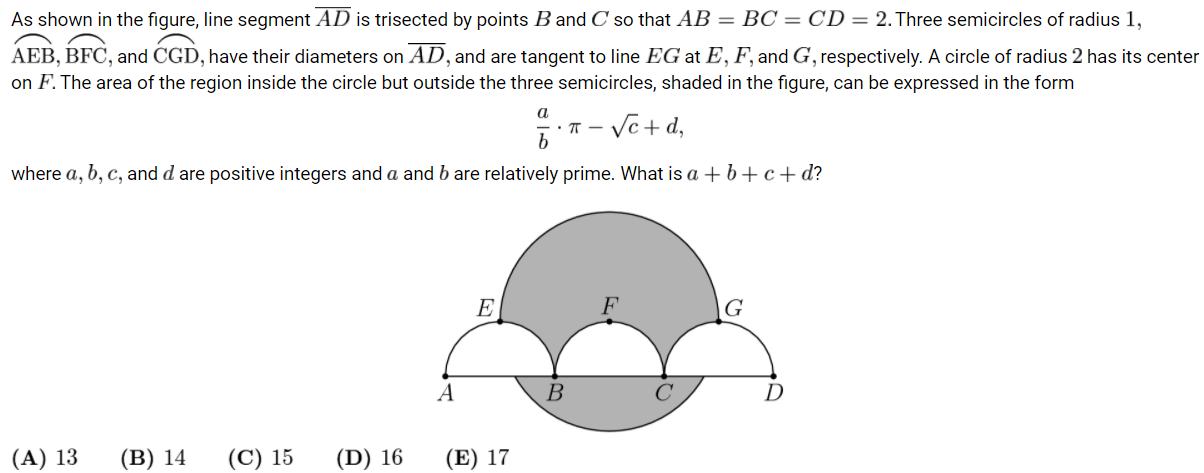 As shown in the figure, line segment $\overline{AD}$ is trisected by points $B$ and $C$ so that $AB = BC = CD = 2.$ Three semicircles of radius $1,$
$\overset{\frown}{AEB}, \overset{\frown}{BFC},$ and $\overset{\frown}{CGD},$ have their diameters on $\overline{AD},$ and are tangent to line $EG$ at $E, F,$ and $G,$ respectively. A circle of radius $2$ has its center
on $F.$ The area of the region inside the circle but outside the three semicircles, shaded in the figure, can be expressed in the form
$\frac{a}{b} \cdot \pi - \sqrt{c} + d,$
where $a, b, c,$ and $d$ are positive integers and $a$ and $b$ are relatively prime. What is $a + b + c + d?$
E F G
A B C D
(A) 13 (B) 14 (C) 15 (D) 16 (E) 17